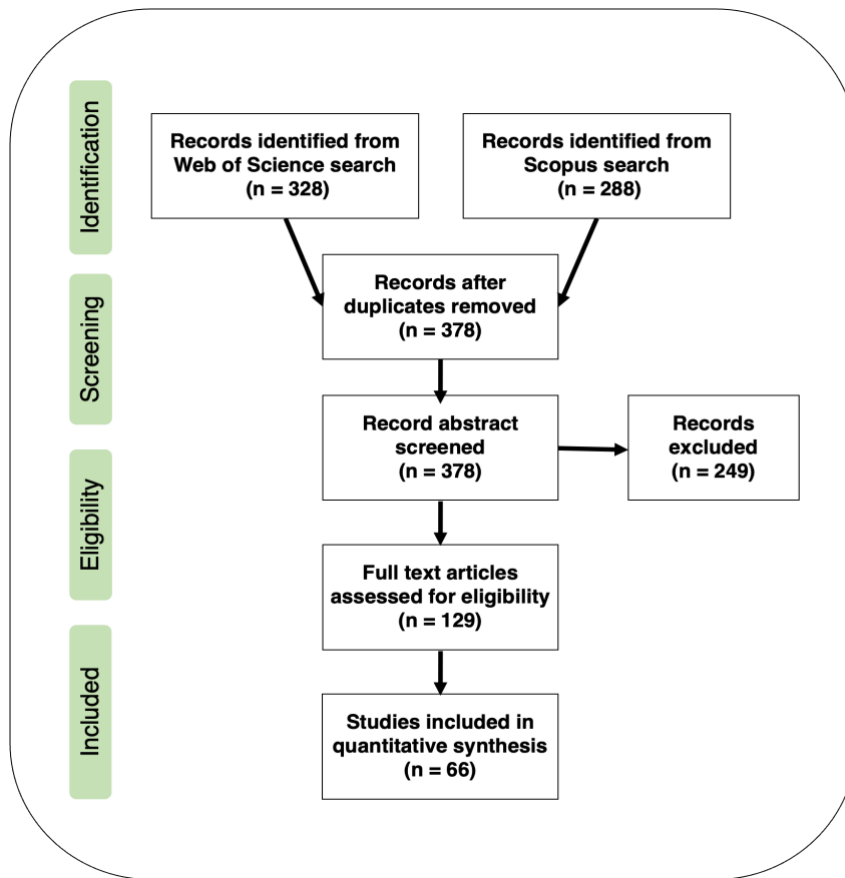 Identification
Records identified from
Web of Science search
(n = 328)
Records identified from
Scopus search
(n = 288)
Screening
Records after
duplicates removed
(n = 378)
Record abstract
screened
(n = 378)
Records
excluded
(n = 249)
Eligibility
Full text articles
assessed for eligibility
(n = 129)
Included
Studies included in
quantitative synthesis
(n = 66)